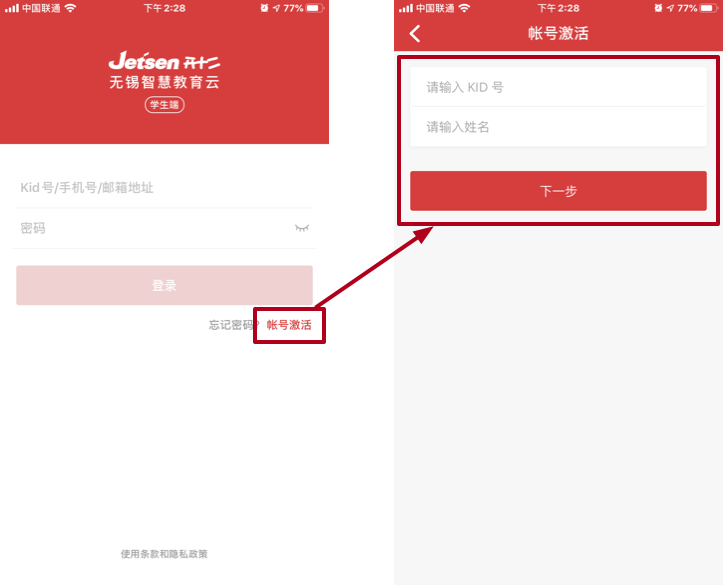 中国联通
下午2:28
77%
Jetsen
无锡智慧教育云
学生端
Kid号/手机号/邮箱地址
密码
登录
忘记密码?
帐号激活
使用条款和隐私政策
中国联通
下午2:28
77%
帐号激活
请输入 KID 号
请输入姓名
下一步